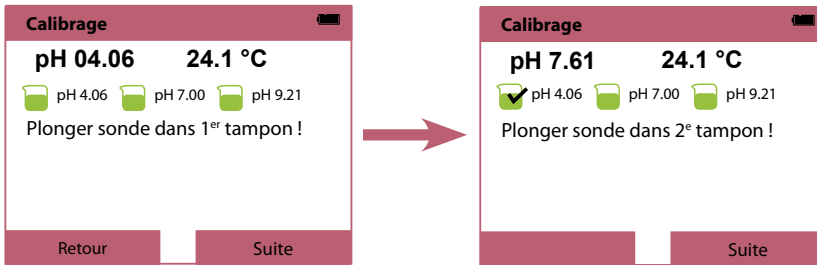 Calibrage
pH 04.06 24.1 °C
pH 4.06 pH 7.00 pH 9.21
Plonger sonde dans 1er tampon !
Retour Suite
Calibrage
pH 7.61 24.1 °C
pH 4.06 pH 7.00 pH 9.21
Plonger sonde dans 2e tampon !
Suite